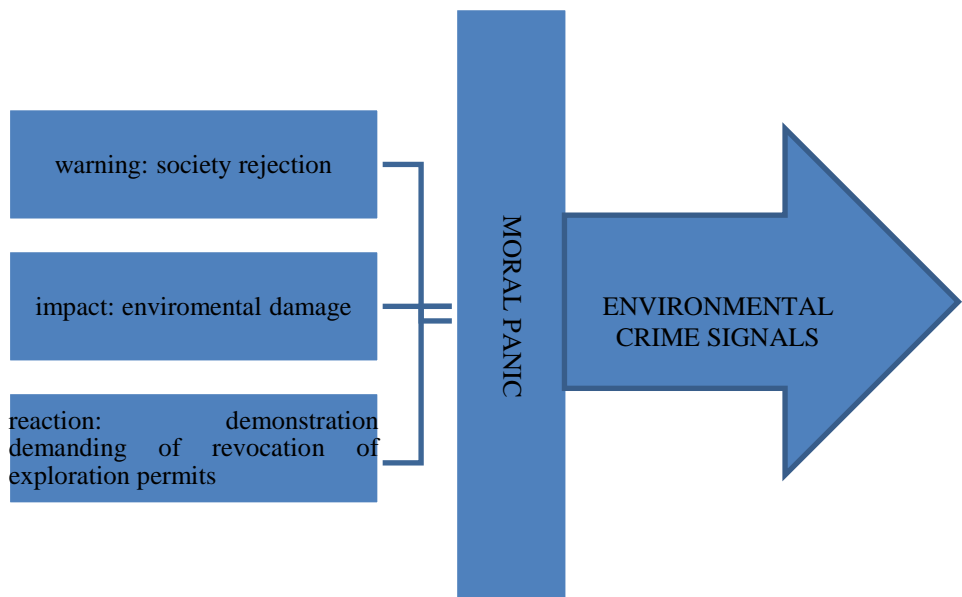 warning: society rejection
impact: enviromental damage
reaction: demonstration
demanding of revocation of
exploration permits
MORAL PANIC
ENVIRONMENTAL
CRIME SIGNALS